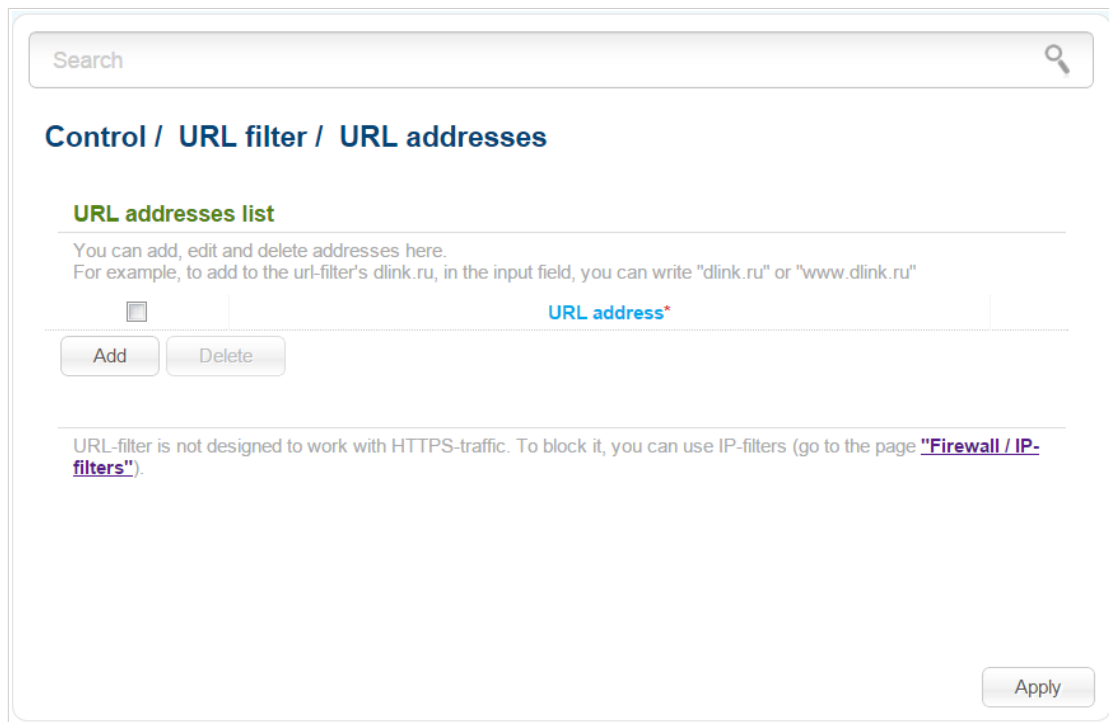 Search
Control / URL filter / URL addresses
URL addresses list
You can add, edit and delete addresses here.
For example, to add to the url-filter's dlink.ru, in the input field, you can write "dlink.ru" or "www.dlink.ru"
URL address*
Add Delete
URL-filter is not designed to work with HTTPS-traffic. To block it, you can use IP-filters (go to the page "Firewall / IP-
filters").
Apply